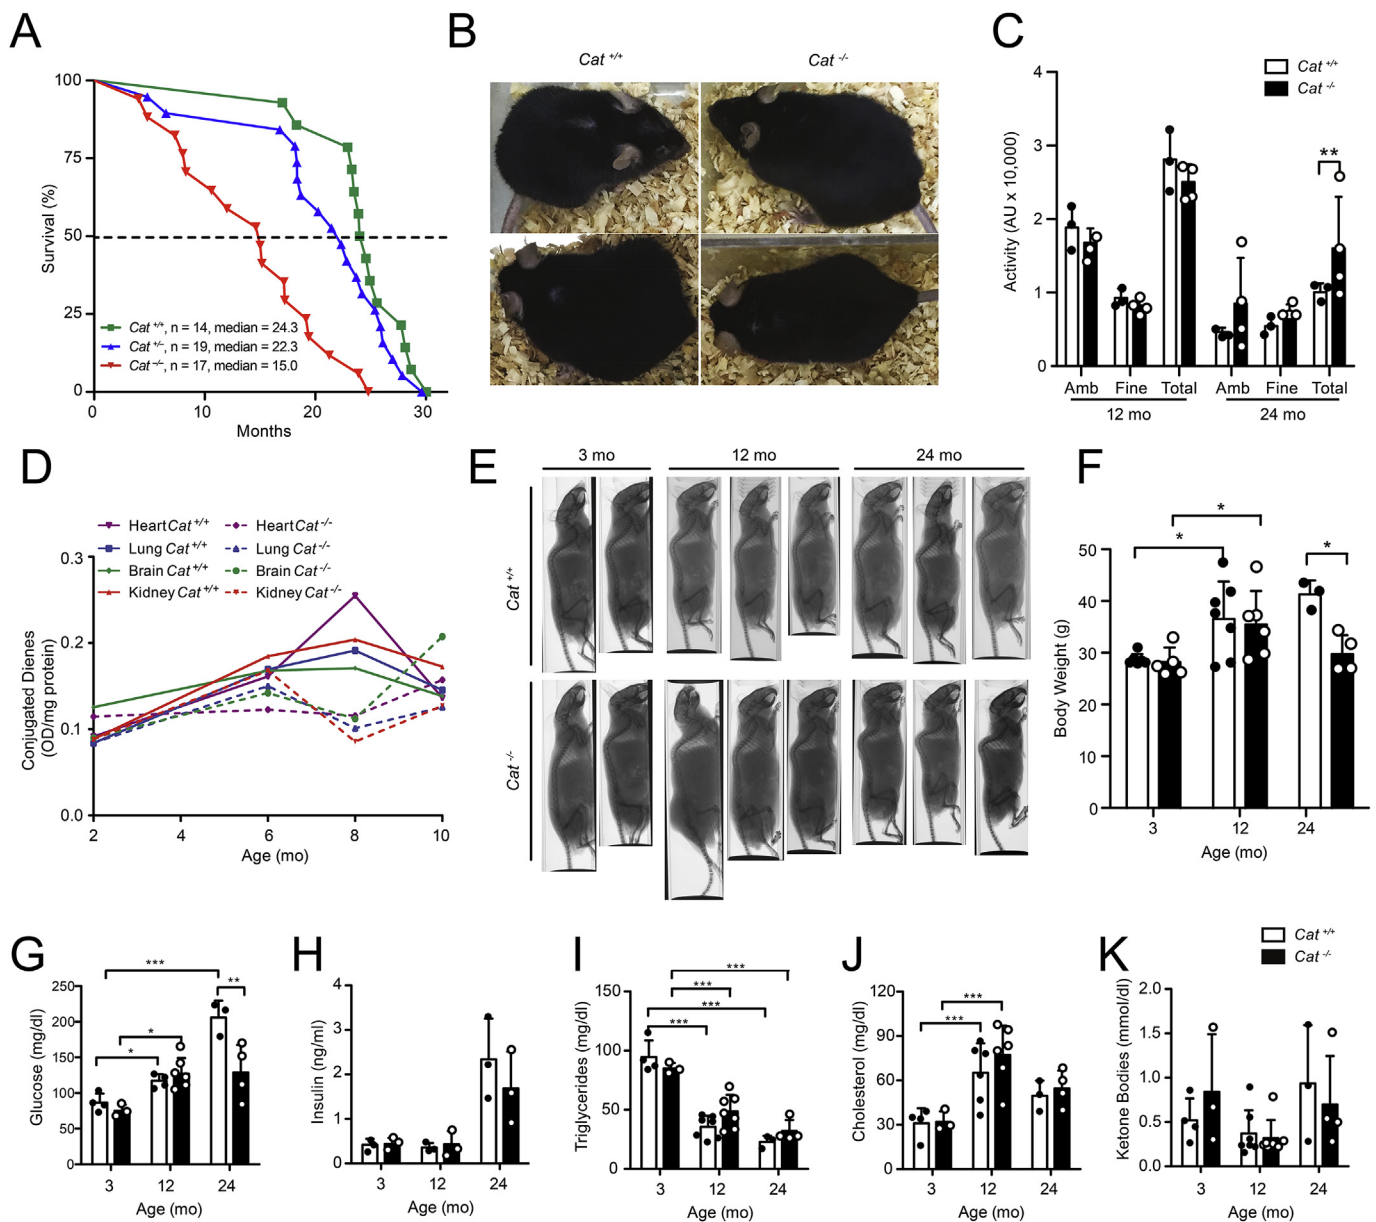 A
100
75
50
25
0
Survival (%)
Cat +/+, n = 14, median = 24.3
Cat +/-, n = 19, median = 22.3
Cat -/-, n = 17, median = 15.0
0 10 20 30
Months
B
Cat +/+ Cat -/-
C
Cat +/+
Cat -/-
4
3
2
1
0
Activity (AU x 10,000)
**
Amb Fine Total Amb Fine Total
12 mo 24 mo
D
Heart Cat +/+ Heart Cat -/-
Lung Cat +/+ Lung Cat -/-
Brain Cat +/+ Brain Cat -/-
Kidney Cat +/+ Kidney Cat -/-
0.3
0.2
0.1
0.0
Conjugated Dienes
(OD/mg protein)
2 4 6 8 10
Age (mo)
E
3 mo 12 mo 24 mo
Cat +/+
Cat -/-
F
50
40
30
20
10
0
Body Weight (g)
*
*
*
3 12 24
Age (mo)
G
250
200
150
100
50
0
Glucose (mg/dl)
***
**
*
*
3 12 24
Age (mo)
H
4
3
2
1
0
Insulin (ng/ml)
3 12 24
Age (mo)
I
150
100
50
0
Triglycerides (mg/dl)
***
***
***
***
3 12 24
Age (mo)
J
120
90
60
30
0
Cholesterol (mg/dl)
***
***
3 12 24
Age (mo)
K
Cat +/+
Cat -/-
2.0
1.5
1.0
0.5
0.0
Ketone Bodies (mmol/dl)
3 12 24
Age (mo)